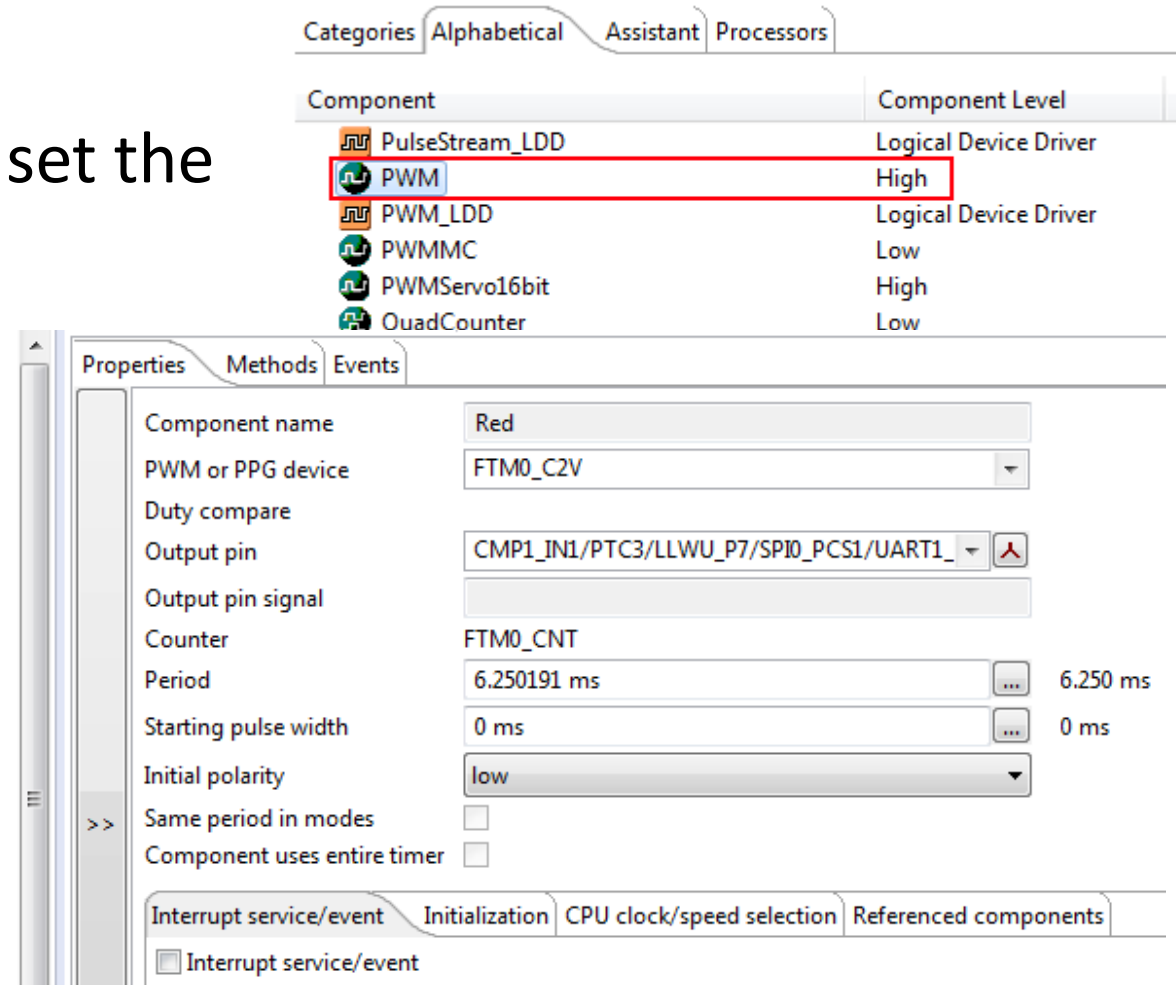 Categories Alphabetical Assistant Processors
Component Component Level
PulseStream_LDD Logical Device Driver
set the
PWM High
PWM_LDD Logical Device Driver
PWMMC Low
PWMServo16bit High
QuadCounter Low
Properties Methods Events
Component name Red
PWM or PPG device FTM0_C2V
Duty compare
Output pin CMP1_IN1/PTC3/LLWU_P7/SPI0_PCS1/UART1_
Output pin signal
Counter FTM0_CNT
Period 6.250191 ms ... 6.250 ms
Starting pulse width 0 ms ... 0 ms
Initial polarity low
>> Same period in modes
Component uses entire timer
Interrupt service/event Initialization CPU clock/speed selection Referenced components
Interrupt service/event